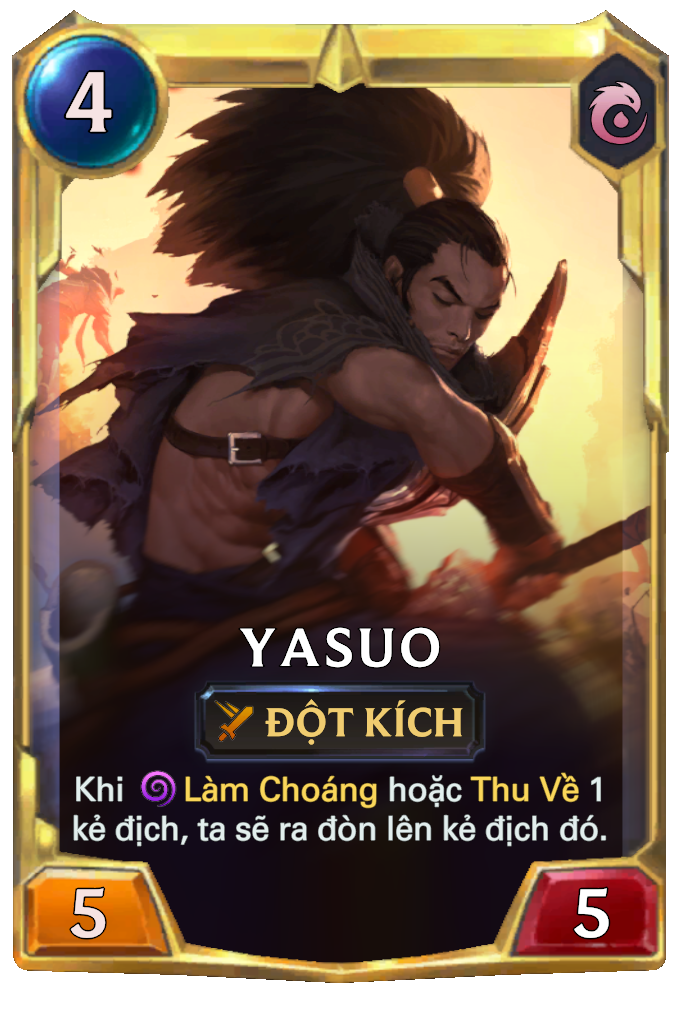 4
YASUO
ĐỘT KÍCH
Khi Làm Choáng hoặc Thu Về 1
kẻ địch, ta sẽ ra đòn lên kẻ địch đó.
5 5